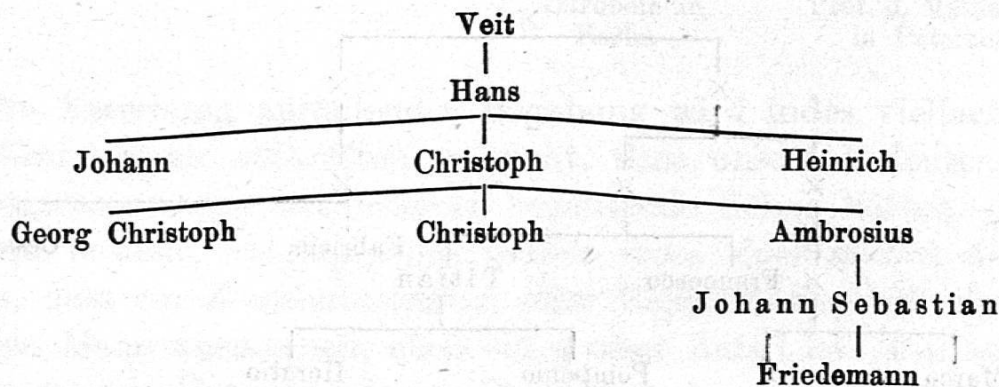 Veit
Hans
Johann Christoph Heinrich
Georg Christoph Christoph Ambrosius
Johann Sebastian
Friedemann